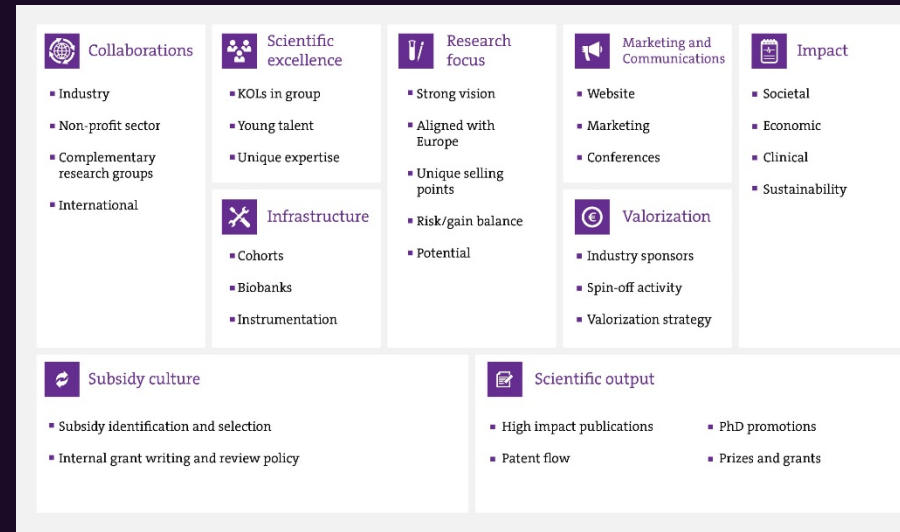 Collaborations
Industry
Non-profit sector
Complementary
research groups
International
Scientific
excellence
KOLs in group
Young talent
Unique expertise
Infrastructure
Cohorts
Biobanks
Instrumentation
Research
focus
Strong vision
Aligned with
Europe
Unique selling
points
Risk/gain balance
Potential
Marketing and
Communications
Website
Marketing
Conferences
Valorization
Industry sponsors
Spin-off activity
Valorization strategy
Impact
Societal
Economic
Clinical
Sustainability
Subsidy culture
Subsidy identification and selection
Internal grant writing and review policy
Scientific output
High impact publications
Patent flow
PhD promotions
Prizes and grants